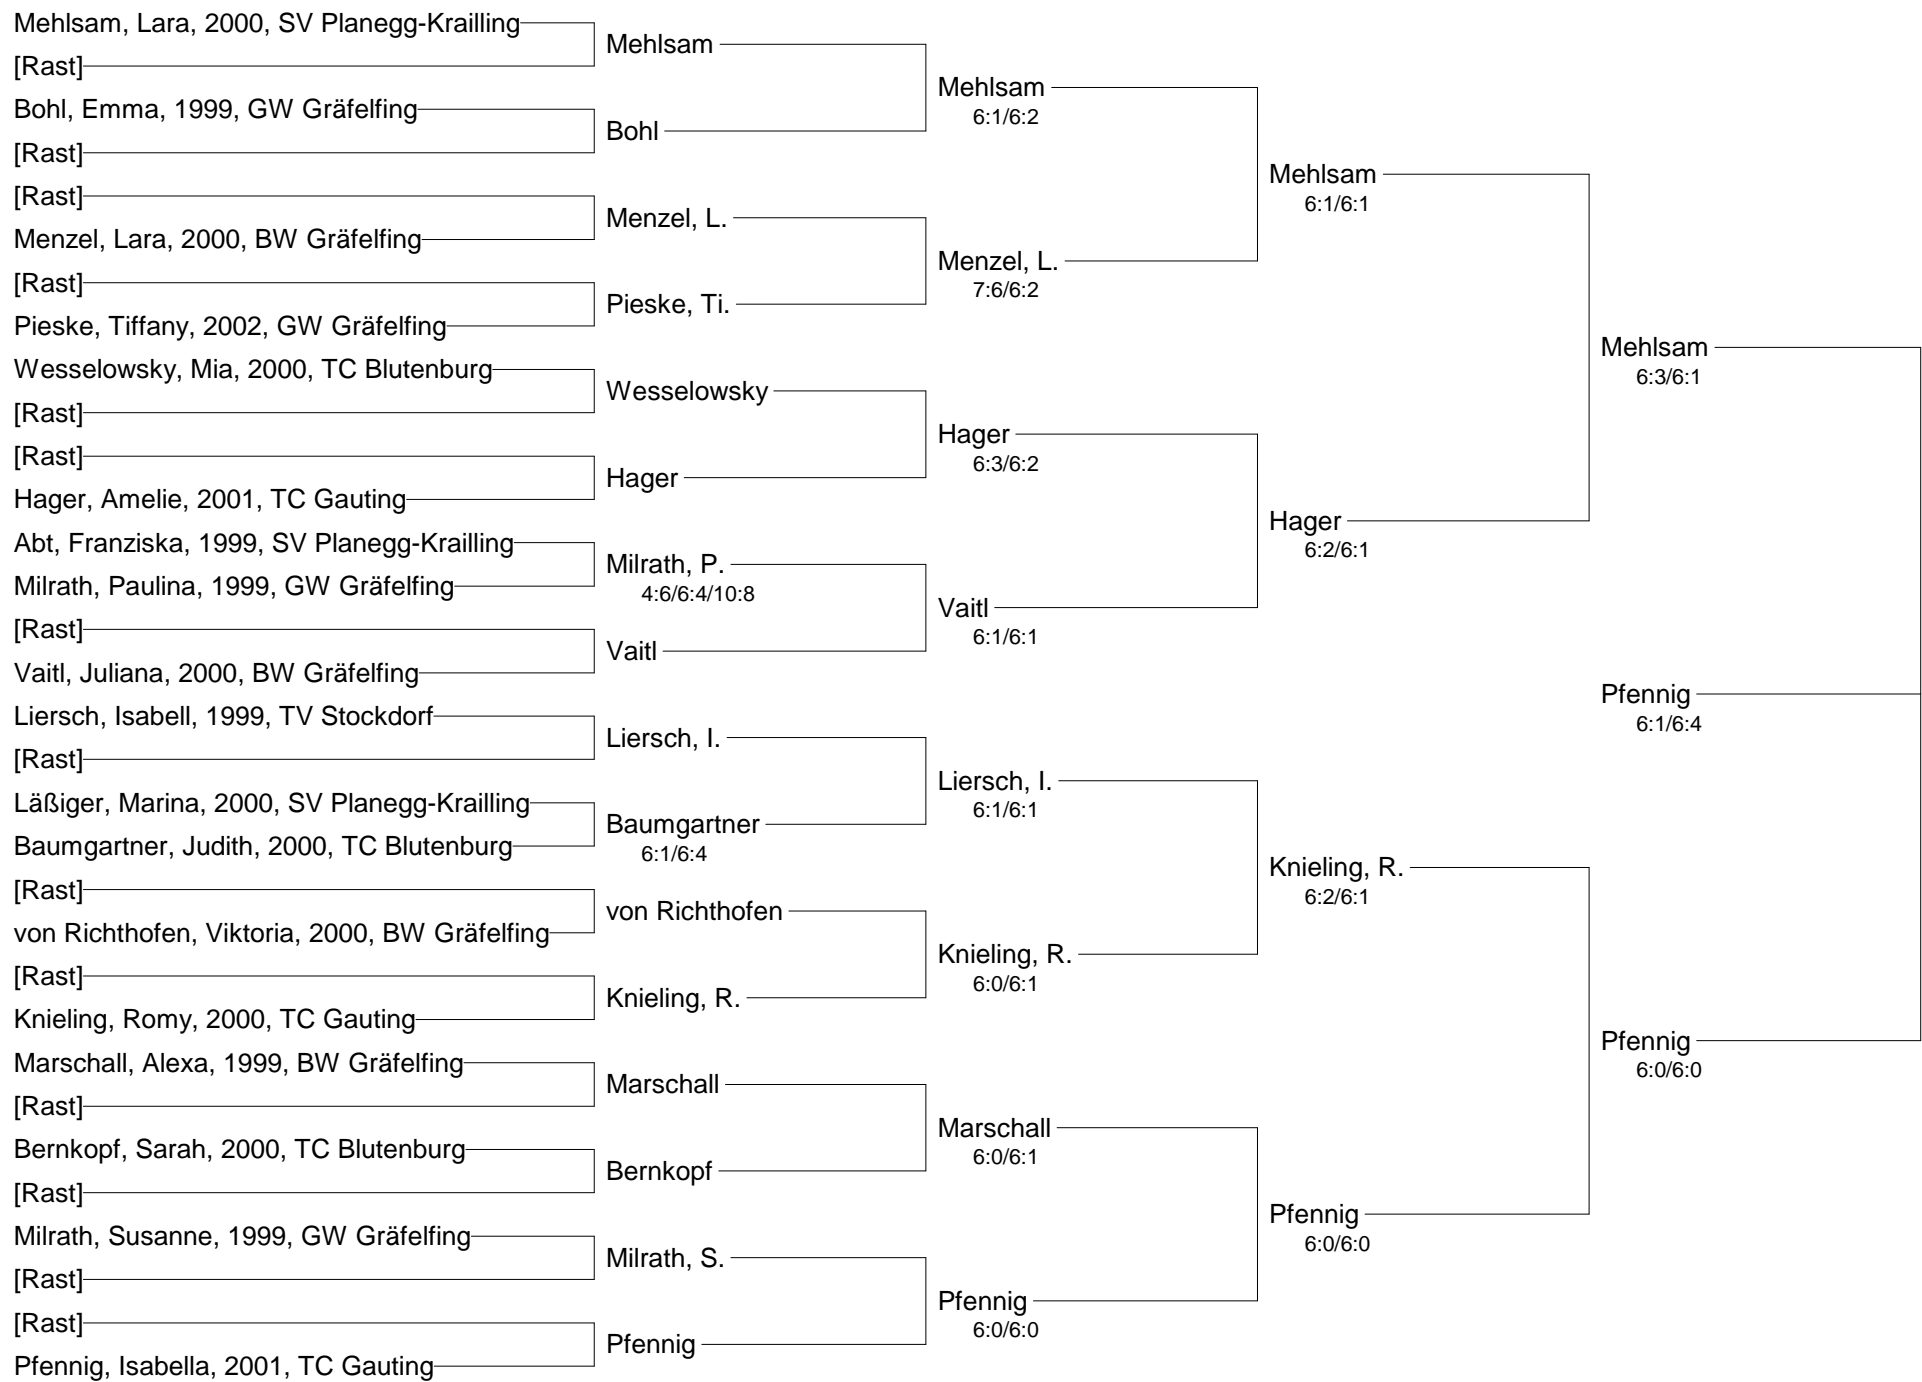 Mehlsam, Lara, 2000, SV Planegg-Krailling
[Rast]
Bohl, Emma, 1999, GW Gräfelfing
[Rast]
[Rast]
Menzel, Lara, 2000, BW Gräfelfing
[Rast]
Pieske, Tiffany, 2002, GW Gräfelfing
Wesselowsky, Mia, 2000, TC Blutenburg
[Rast]
[Rast]
Hager, Amelie, 2001, TC Gauting
Abt, Franziska, 1999, SV Planegg-Krailling
Milrath, Paulina, 1999, GW Gräfelfing
[Rast]
Vaitl, Juliana, 2000, BW Gräfelfing
Liersch, Isabell, 1999, TV Stockdorf
[Rast]
Läßiger, Marina, 2000, SV Planegg-Krailling
Baumgartner, Judith, 2000, TC Blutenburg
[Rast]
von Richthofen, Viktoria, 2000, BW Gräfelfing
[Rast]
Knieling, Romy, 2000, TC Gauting
Marschall, Alexa, 1999, BW Gräfelfing
[Rast]
Bernkopf, Sarah, 2000, TC Blutenburg
[Rast]
Milrath, Susanne, 1999, GW Gräfelfing
[Rast]
[Rast]
Pfennig, Isabella, 2001, TC Gauting
Mehlsam
Bohl
Menzel, L.
Pieske, Ti.
Wesselowsky
Hager
Milrath, P.
4:6/6:4/10:8
Vaitl
Liersch, I.
Baumgartner
6:1/6:4
von Richthofen
Knieling, R.
Marschall
Bernkopf
Milrath, S.
Pfennig
Mehlsam
6:1/6:2
Menzel, L.
7:6/6:2
Hager
6:3/6:2
Vaitl
6:1/6:1
Liersch, I.
6:1/6:1
Knieling, R.
6:0/6:1
Marschall
6:0/6:1
Pfennig
6:0/6:0
Mehlsam
6:1/6:1
Hager
6:2/6:1
Knieling, R.
6:2/6:1
Pfennig
6:0/6:0
Mehlsam
6:3/6:1
Pfennig
6:1/6:4
Pfennig
6:0/6:0